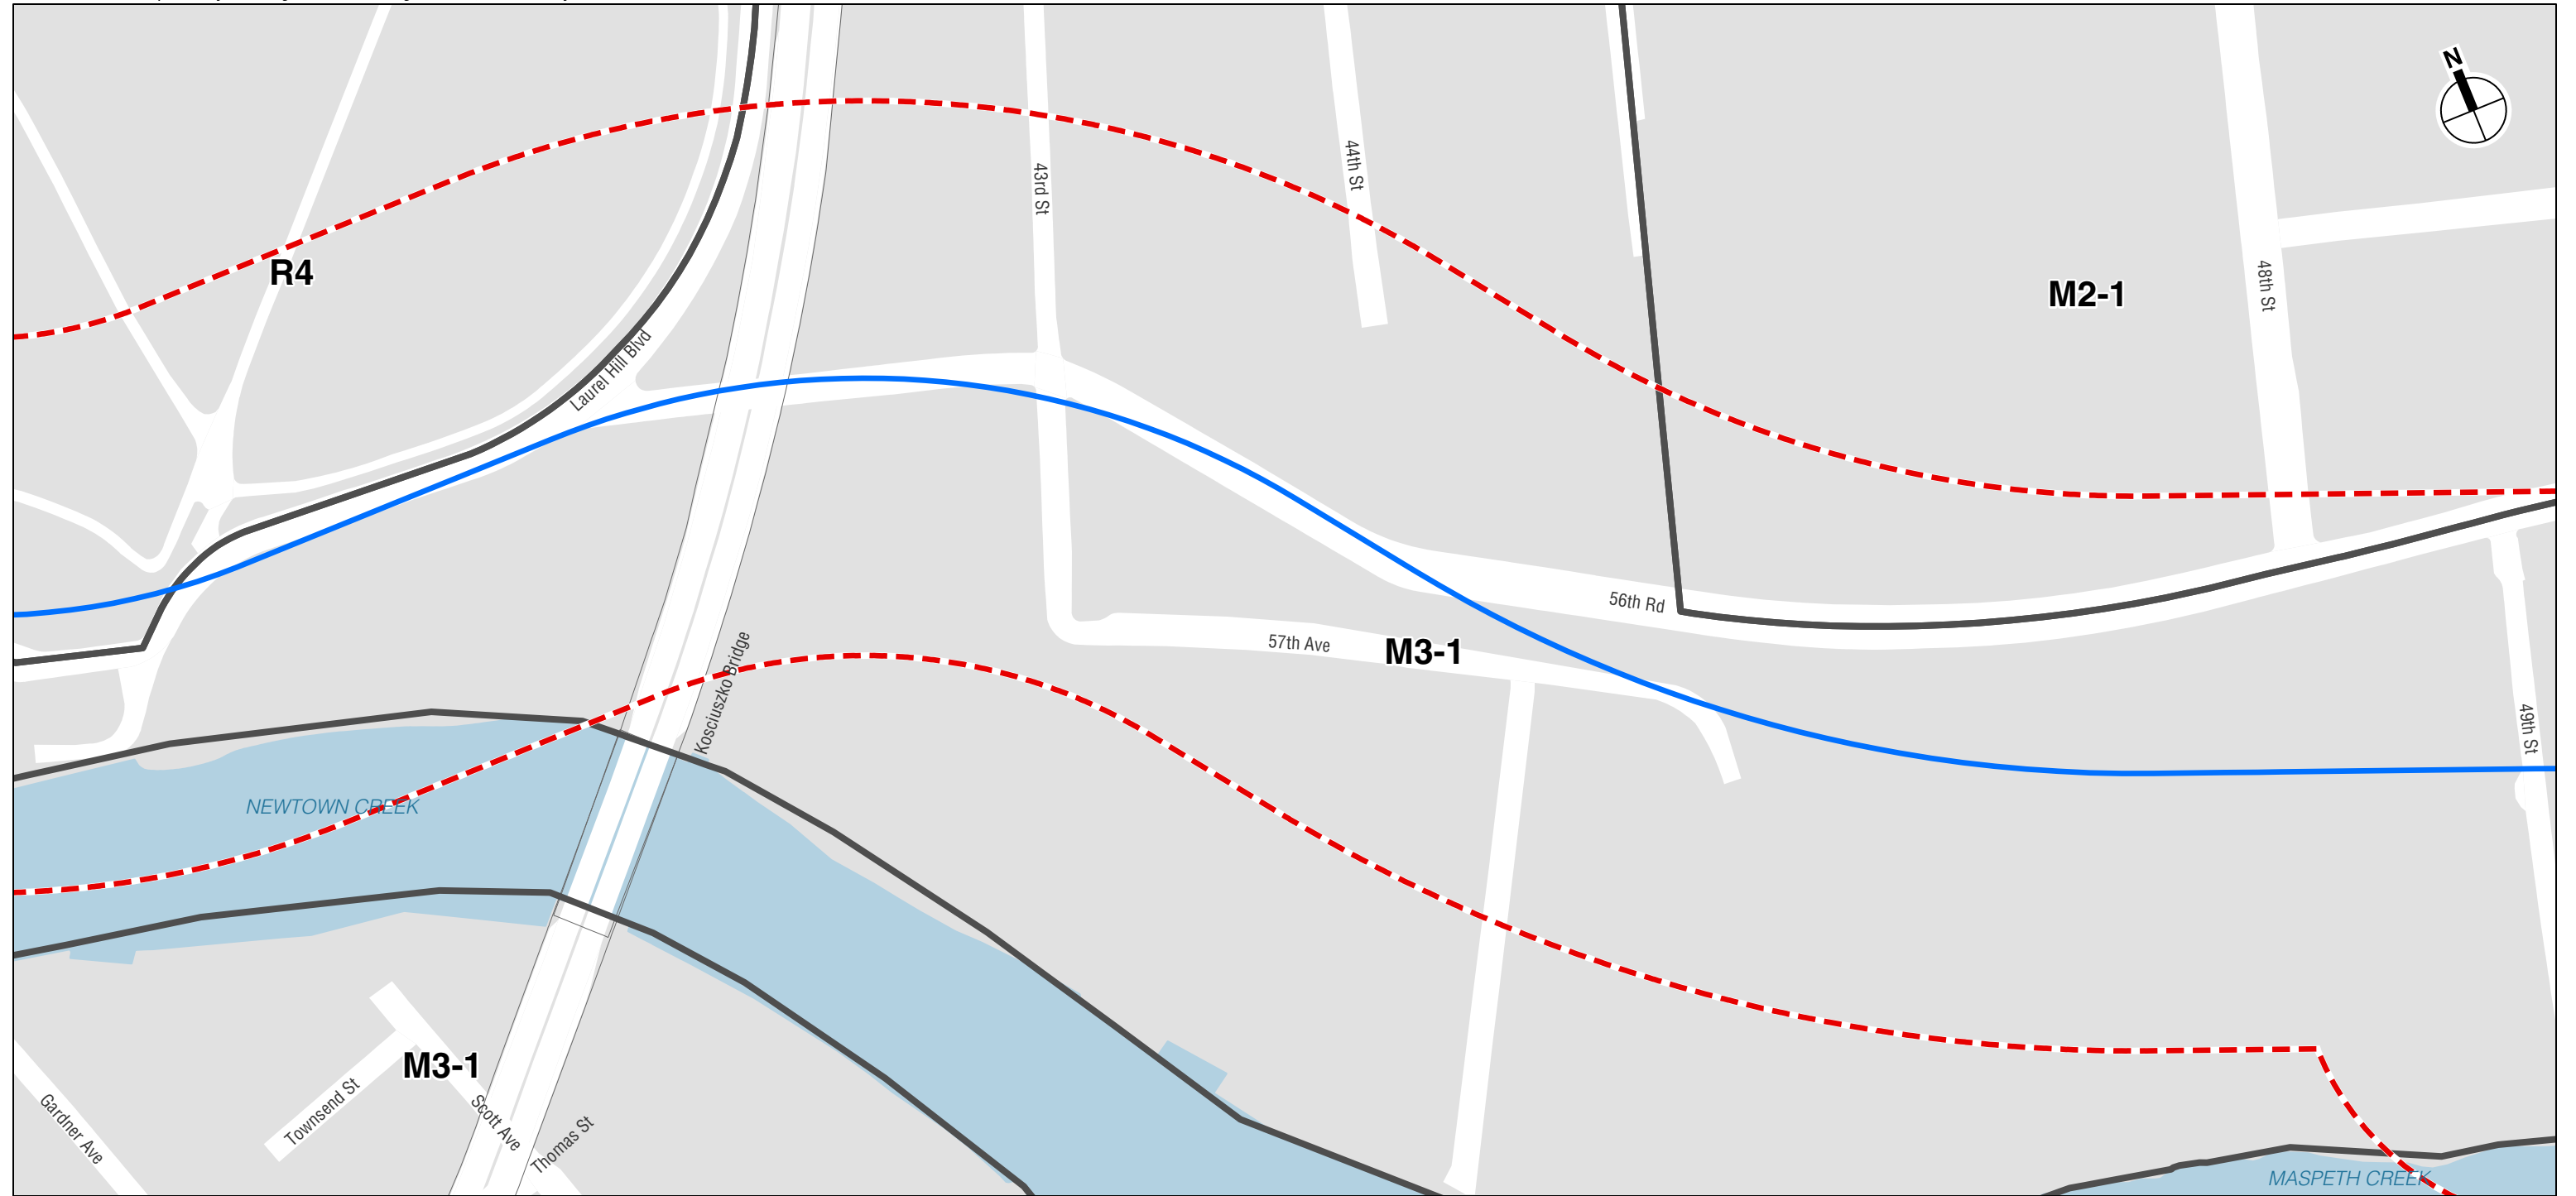 N
43rd St
44th St
R4
M2-1
48th St
Laurel Hill Blvd
56th Rd
57th Ave
M3-1
Kosciuszko Bridge
49th St
NEWTOWN CREEK
M3-1
Gardner Ave
Townsend St
Scott Ave
Thomas St
MASPETH CREEK